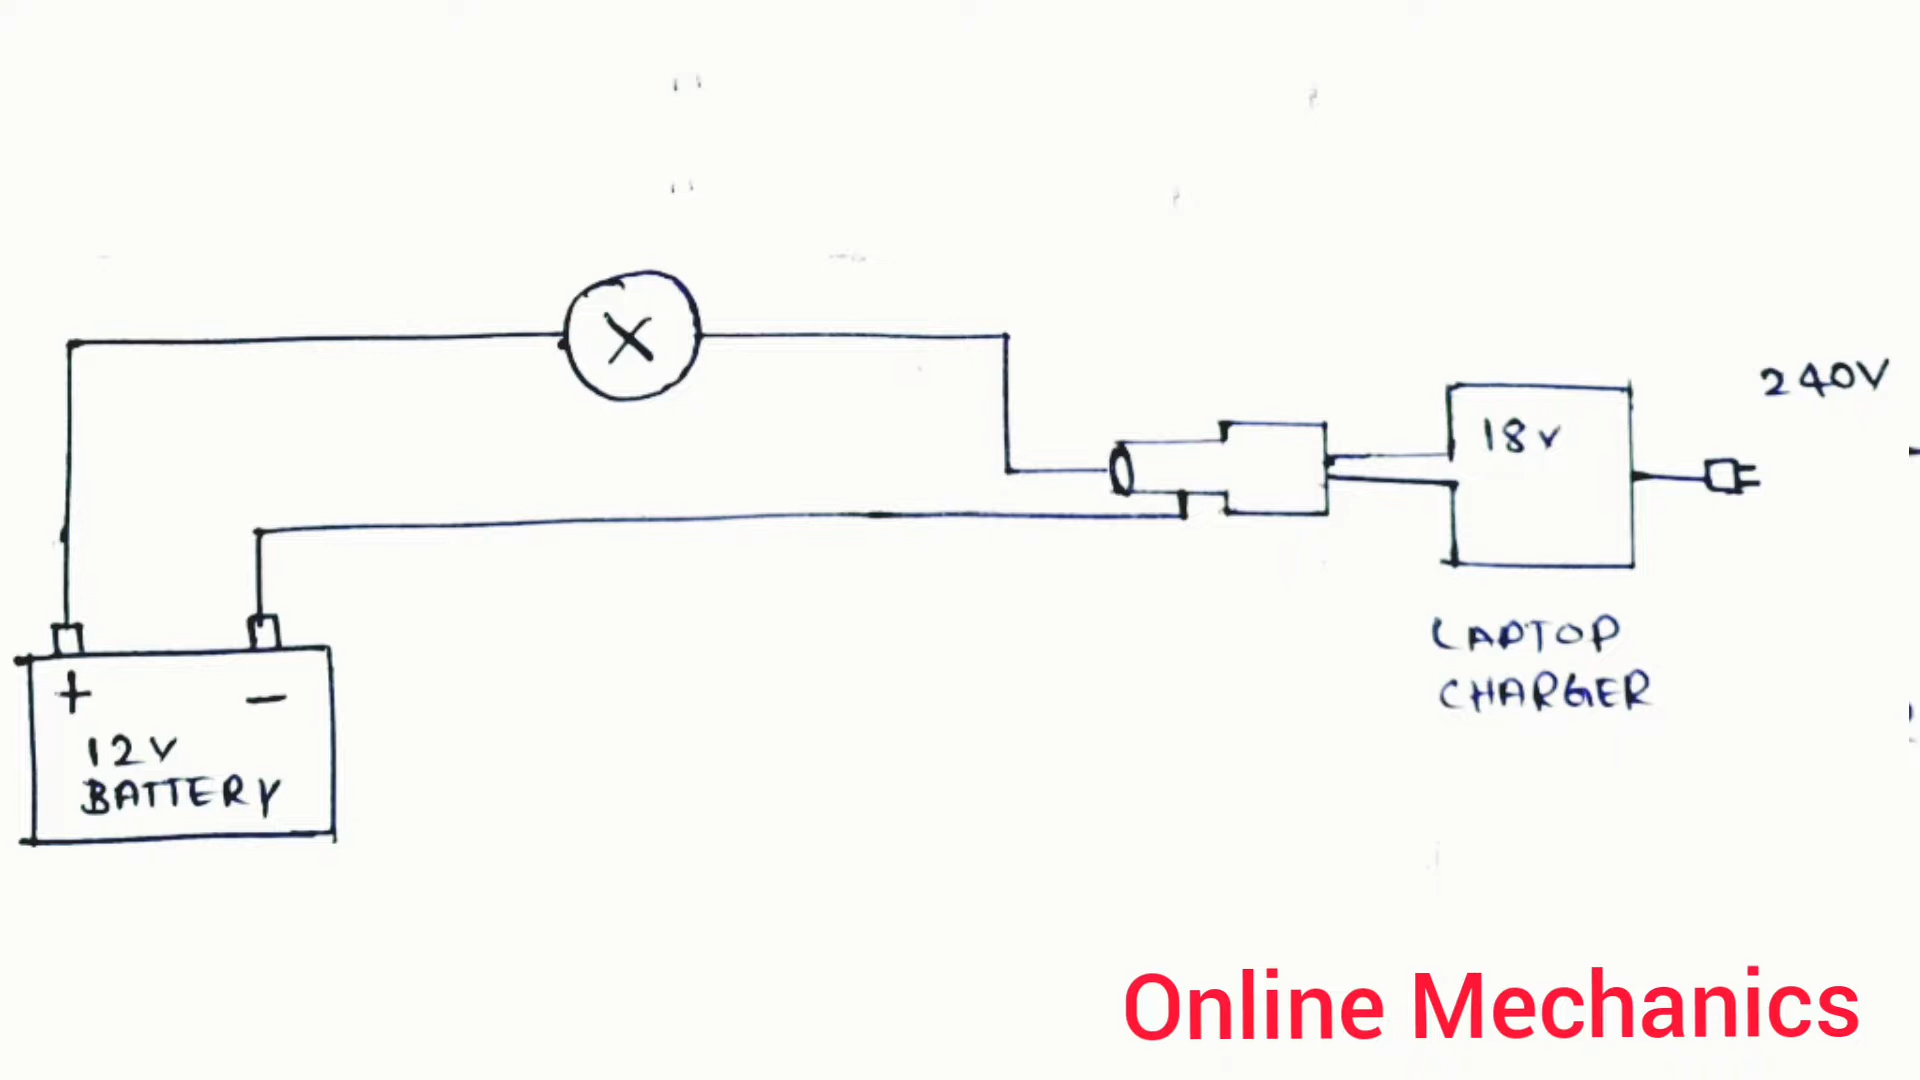 240V
18v
LAPTOP
CHARGER
+ −
12V
BATTERY
Online Mechanics